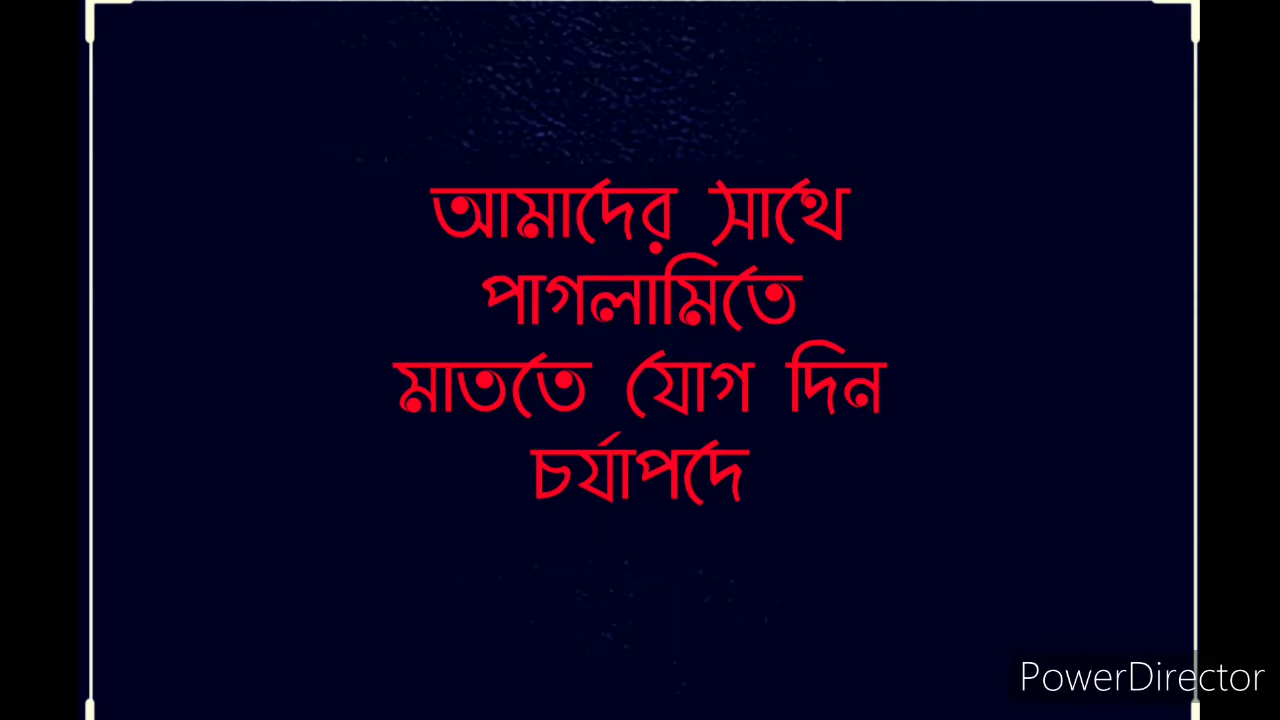 আমাদের সাথে
পাগলামিতে
মাততে যোগ দিন
চর্যাপদে
PowerDirector